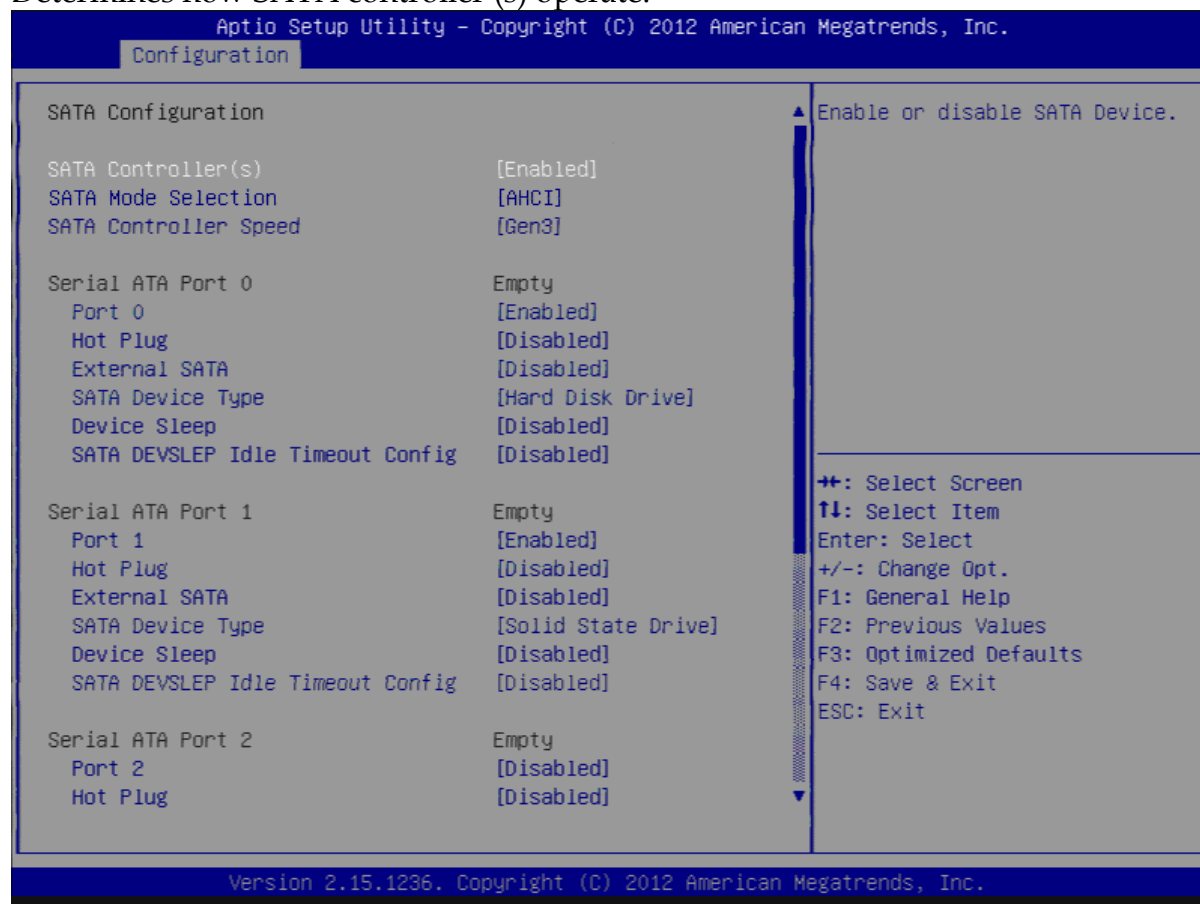 Determines how SATA controller (s) operate.
Aptio Setup Utility – Copyright (C) 2012 American Megatrends, Inc.
Configuration
SATA Configuration
SATA Controller(s) [Enabled]
SATA Mode Selection [AHCI]
SATA Controller Speed [Gen3]
Serial ATA Port 0 Empty
Port 0 [Enabled]
Hot Plug [Disabled]
External SATA [Disabled]
SATA Device Type [Hard Disk Drive]
Device Sleep [Disabled]
SATA DEVSLEP Idle Timeout Config [Disabled]
Serial ATA Port 1 Empty
Port 1 [Enabled]
Hot Plug [Disabled]
External SATA [Disabled]
SATA Device Type [Solid State Drive]
Device Sleep [Disabled]
SATA DEVSLEP Idle Timeout Config [Disabled]
Serial ATA Port 2 Empty
Port 2 [Disabled]
Hot Plug [Disabled]
Enable or disable SATA Device.
→←: Select Screen
↑↓: Select Item
Enter: Select
+/-: Change Opt.
F1: General Help
F2: Previous Values
F3: Optimized Defaults
F4: Save & Exit
ESC: Exit
Version 2.15.1236. Copyright (C) 2012 American Megatrends, Inc.